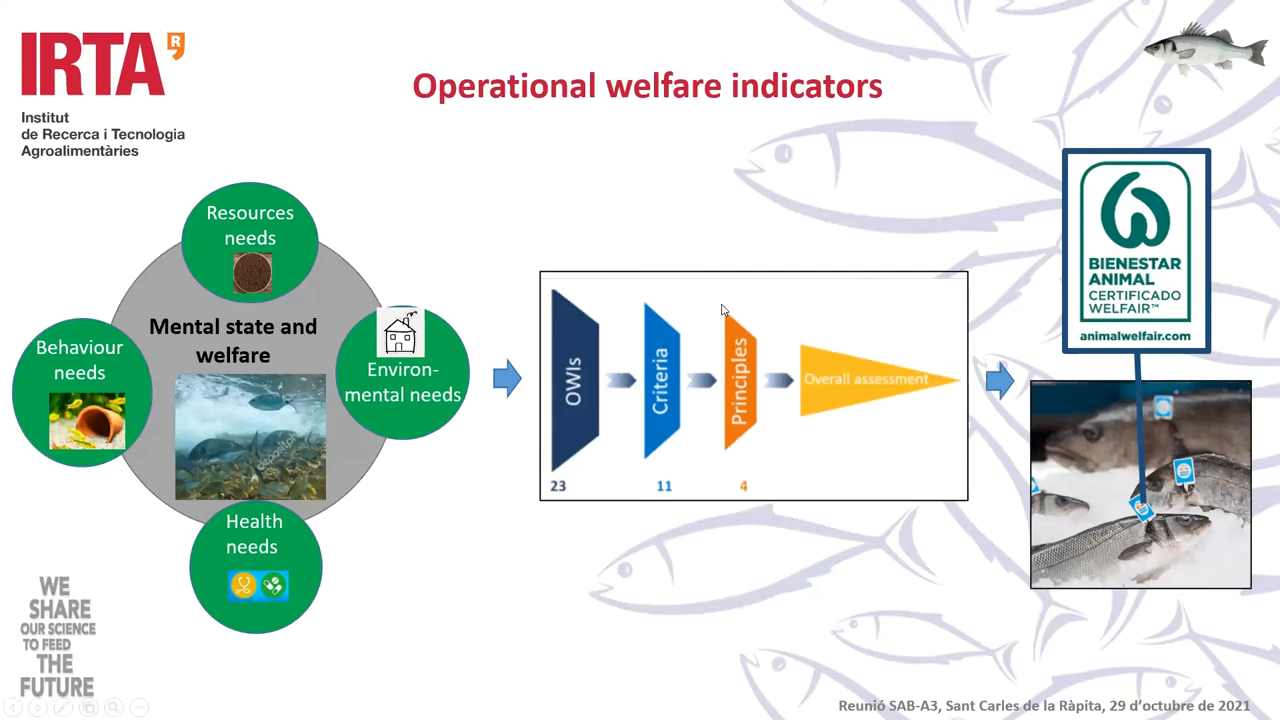 IRTA
R
Institut
de Recerca i Tecnologia
Agroalimentàries
Operational welfare indicators
Resources
needs
Mental state and
welfare
Behaviour
needs
Environ-
mental needs
Health
needs
OWIs
Criteria
Principles
Overall assessment
23
11
4
BIENESTAR
ANIMAL
CERTIFICADO
WELFAIR™
animalwelfair.com
WE
SHARE
OUR SCIENCE
TO FEED
THE
FUTURE
Reunió SAB-A3, Sant Carles de la Ràpita, 29 d'octubre de 2021